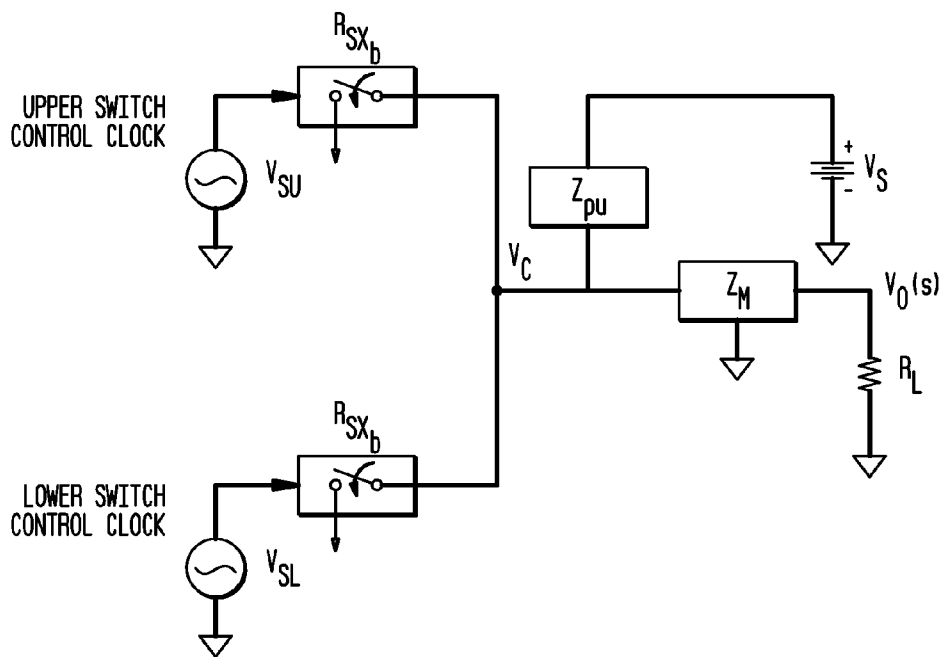 R_SX_b
UPPER SWITCH
CONTROL CLOCK
V_SU
Z_pu
+
V_S
-
V_C
Z_M
V_O(s)
R_L
R_SX_b
LOWER SWITCH
CONTROL CLOCK
V_SL